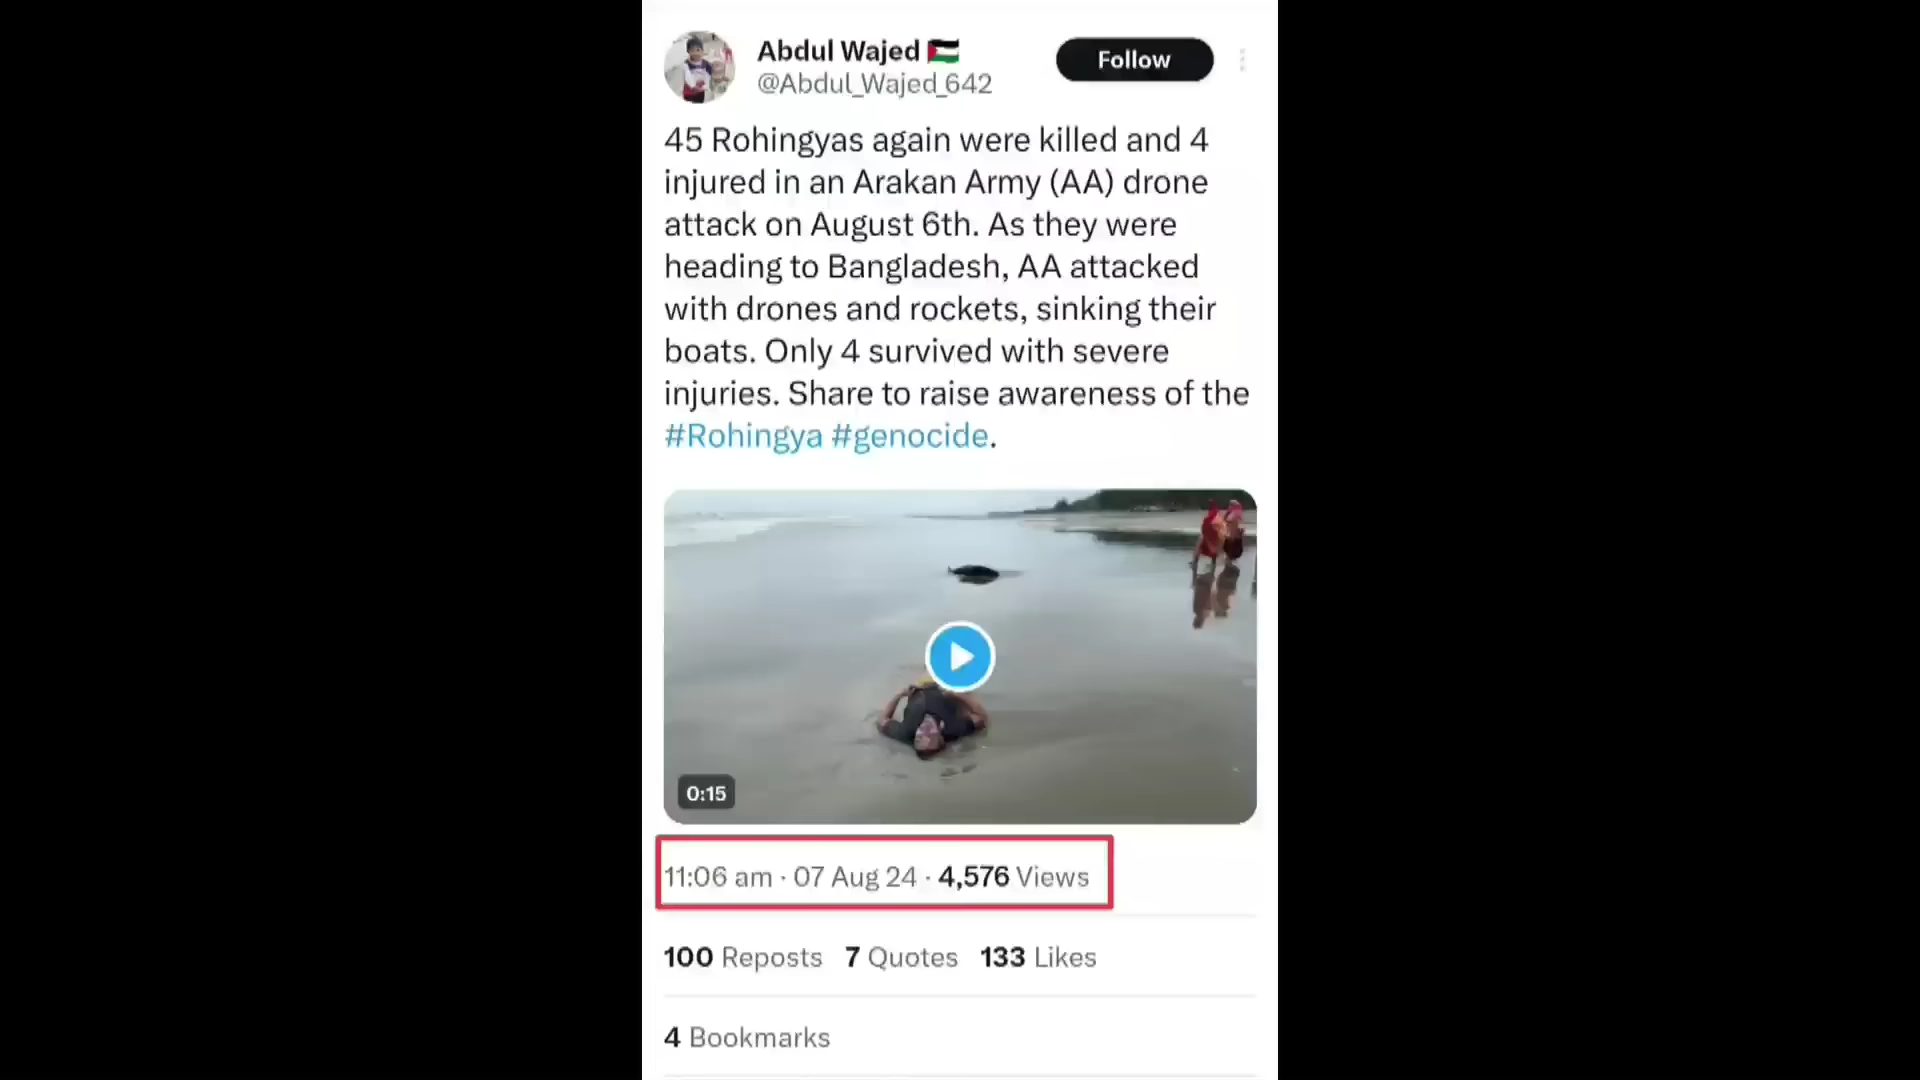 Abdul Wajed 🇵🇸
Follow
@Abdul_Wajed_642
45 Rohingyas again were killed and 4
injured in an Arakan Army (AA) drone
attack on August 6th. As they were
heading to Bangladesh, AA attacked
with drones and rockets, sinking their
boats. Only 4 survived with severe
injuries. Share to raise awareness of the
#Rohingya #genocide.
0:15
11:06 am · 07 Aug 24 · 4,576 Views
100 Reposts 7 Quotes 133 Likes
4 Bookmarks